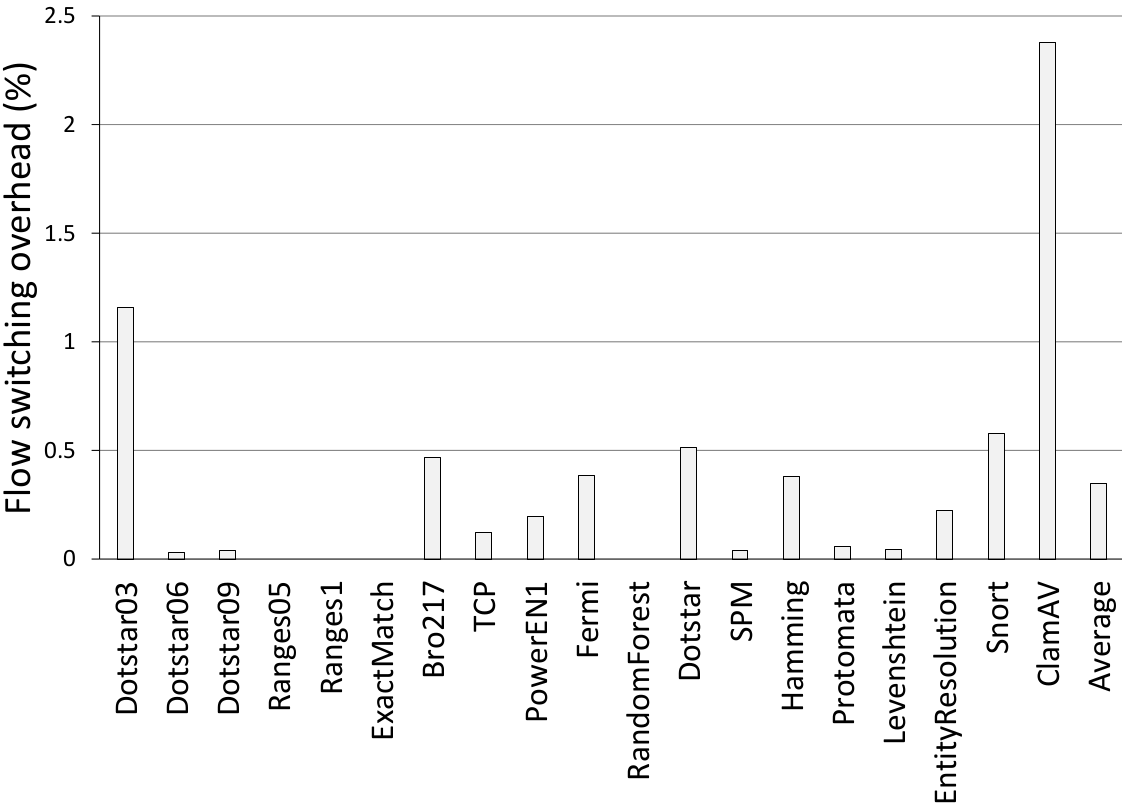 Flow switching overhead (%)
2.5
2
1.5
1
0.5
0
Dotstar03
Dotstar06
Dotstar09
Ranges05
Ranges1
ExactMatch
Bro217
TCP
PowerEN1
Fermi
RandomForest
Dotstar
SPM
Hamming
Protomata
Levenshtein
EntityResolution
Snort
ClamAV
Average